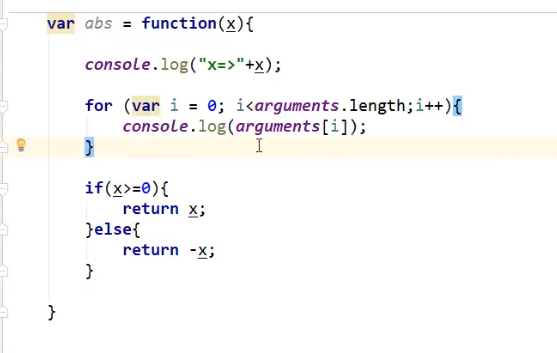 var abs = function(x){
console.log("x=>"+x);
for (var i = 0; i<arguments.length;i++){
console.log(arguments[i]);
}
if(x>=0){
return x;
}else{
return -x;
}
}